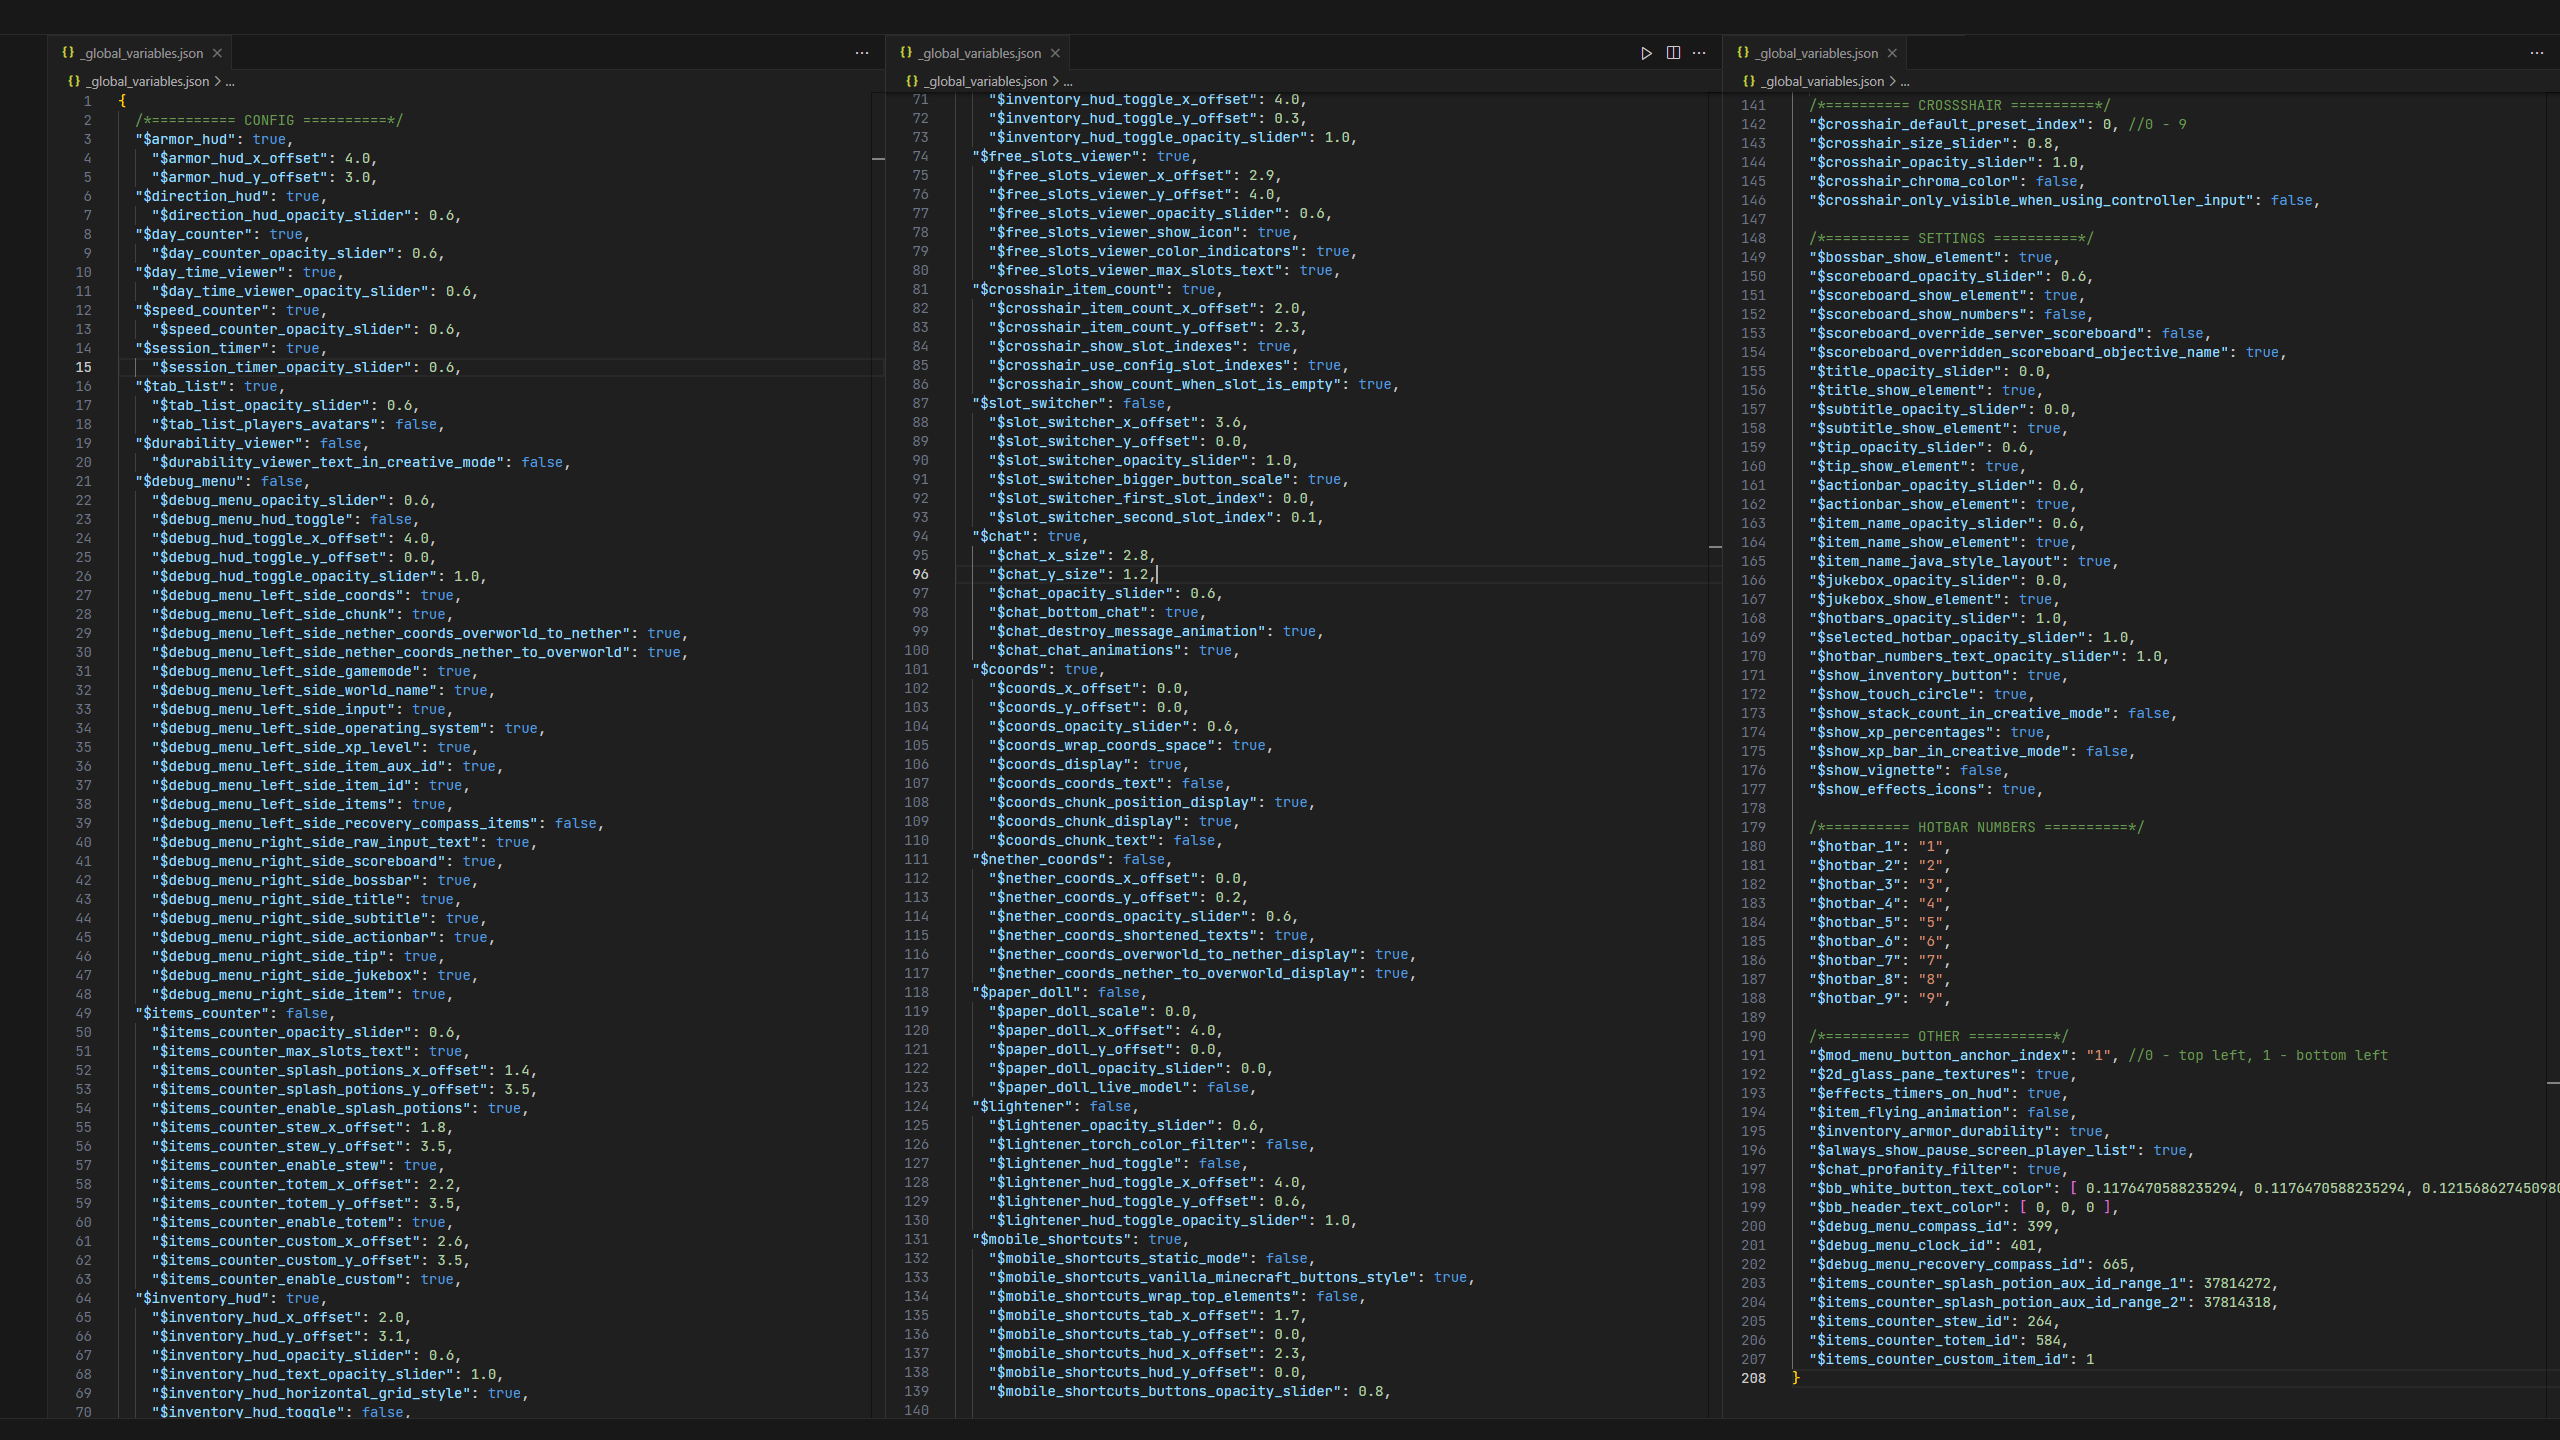 _global_variables.json
_global_variables.json > ...
1 {
2 /*========== CONFIG ==========*/
3 "$armor_hud": true,
4 "$armor_hud_x_offset": 4.0,
5 "$armor_hud_y_offset": 3.0,
6 "$direction_hud": true,
7 "$direction_hud_opacity_slider": 0.6,
8 "$day_counter": true,
9 "$day_counter_opacity_slider": 0.6,
10 "$day_time_viewer": true,
11 "$day_time_viewer_opacity_slider": 0.6,
12 "$speed_counter": true,
13 "$speed_counter_opacity_slider": 0.6,
14 "$session_timer": true,
15 "$session_timer_opacity_slider": 0.6,
16 "$tab_list": true,
17 "$tab_list_opacity_slider": 0.6,
18 "$tab_list_players_avatars": false,
19 "$durability_viewer": false,
20 "$durability_viewer_text_in_creative_mode": false,
21 "$debug_menu": false,
22 "$debug_menu_opacity_slider": 0.6,
23 "$debug_menu_hud_toggle": false,
24 "$debug_hud_toggle_x_offset": 4.0,
25 "$debug_hud_toggle_y_offset": 0.0,
26 "$debug_hud_toggle_opacity_slider": 1.0,
27 "$debug_menu_left_side_coords": true,
28 "$debug_menu_left_side_chunk": true,
29 "$debug_menu_left_side_nether_coords_overworld_to_nether": true,
30 "$debug_menu_left_side_nether_coords_nether_to_overworld": true,
31 "$debug_menu_left_side_gamemode": true,
32 "$debug_menu_left_side_world_name": true,
33 "$debug_menu_left_side_input": true,
34 "$debug_menu_left_side_operating_system": true,
35 "$debug_menu_left_side_xp_level": true,
36 "$debug_menu_left_side_item_aux_id": true,
37 "$debug_menu_left_side_item_id": true,
38 "$debug_menu_left_side_items": true,
39 "$debug_menu_left_side_recovery_compass_items": false,
40 "$debug_menu_right_side_raw_input_text": true,
41 "$debug_menu_right_side_scoreboard": true,
42 "$debug_menu_right_side_bossbar": true,
43 "$debug_menu_right_side_title": true,
44 "$debug_menu_right_side_subtitle": true,
45 "$debug_menu_right_side_actionbar": true,
46 "$debug_menu_right_side_tip": true,
47 "$debug_menu_right_side_jukebox": true,
48 "$debug_menu_right_side_item": true,
49 "$items_counter": false,
50 "$items_counter_opacity_slider": 0.6,
51 "$items_counter_max_slots_text": true,
52 "$items_counter_splash_potions_x_offset": 1.4,
53 "$items_counter_splash_potions_y_offset": 3.5,
54 "$items_counter_enable_splash_potions": true,
55 "$items_counter_stew_x_offset": 1.8,
56 "$items_counter_stew_y_offset": 3.5,
57 "$items_counter_enable_stew": true,
58 "$items_counter_totem_x_offset": 2.2,
59 "$items_counter_totem_y_offset": 3.5,
60 "$items_counter_enable_totem": true,
61 "$items_counter_custom_x_offset": 2.6,
62 "$items_counter_custom_y_offset": 3.5,
63 "$items_counter_enable_custom": true,
64 "$inventory_hud": true,
65 "$inventory_hud_x_offset": 2.0,
66 "$inventory_hud_y_offset": 3.1,
67 "$inventory_hud_opacity_slider": 0.6,
68 "$inventory_hud_text_opacity_slider": 1.0,
69 "$inventory_hud_horizontal_grid_style": true,
70 "$inventory_hud_toggle": false,
_global_variables.json
_global_variables.json > ...
71 "$inventory_hud_toggle_x_offset": 4.0,
72 "$inventory_hud_toggle_y_offset": 0.3,
73 "$inventory_hud_toggle_opacity_slider": 1.0,
74 "$free_slots_viewer": true,
75 "$free_slots_viewer_x_offset": 2.9,
76 "$free_slots_viewer_y_offset": 4.0,
77 "$free_slots_viewer_opacity_slider": 0.6,
78 "$free_slots_viewer_show_icon": true,
79 "$free_slots_viewer_color_indicators": true,
80 "$free_slots_viewer_max_slots_text": true,
81 "$crosshair_item_count": true,
82 "$crosshair_item_count_x_offset": 2.0,
83 "$crosshair_item_count_y_offset": 2.3,
84 "$crosshair_show_slot_indexes": true,
85 "$crosshair_use_config_slot_indexes": true,
86 "$crosshair_show_count_when_slot_is_empty": true,
87 "$slot_switcher": false,
88 "$slot_switcher_x_offset": 3.6,
89 "$slot_switcher_y_offset": 0.0,
90 "$slot_switcher_opacity_slider": 1.0,
91 "$slot_switcher_bigger_button_scale": true,
92 "$slot_switcher_first_slot_index": 0.0,
93 "$slot_switcher_second_slot_index": 0.1,
94 "$chat": true,
95 "$chat_x_size": 2.8,
96 "$chat_y_size": 1.2,
97 "$chat_opacity_slider": 0.6,
98 "$chat_bottom_chat": true,
99 "$chat_destroy_message_animation": true,
100 "$chat_chat_animations": true,
101 "$coords": true,
102 "$coords_x_offset": 0.0,
103 "$coords_y_offset": 0.0,
104 "$coords_opacity_slider": 0.6,
105 "$coords_wrap_coords_space": true,
106 "$coords_display": true,
107 "$coords_coords_text": false,
108 "$coords_chunk_position_display": true,
109 "$coords_chunk_display": true,
110 "$coords_chunk_text": false,
111 "$nether_coords": false,
112 "$nether_coords_x_offset": 0.0,
113 "$nether_coords_y_offset": 0.2,
114 "$nether_coords_opacity_slider": 0.6,
115 "$nether_coords_shortened_texts": true,
116 "$nether_coords_overworld_to_nether_display": true,
117 "$nether_coords_nether_to_overworld_display": true,
118 "$paper_doll": false,
119 "$paper_doll_scale": 0.0,
120 "$paper_doll_x_offset": 4.0,
121 "$paper_doll_y_offset": 0.0,
122 "$paper_doll_opacity_slider": 0.0,
123 "$paper_doll_live_model": false,
124 "$lightener": false,
125 "$lightener_opacity_slider": 0.6,
126 "$lightener_torch_color_filter": false,
127 "$lightener_hud_toggle": false,
128 "$lightener_hud_toggle_x_offset": 4.0,
129 "$lightener_hud_toggle_y_offset": 0.6,
130 "$lightener_hud_toggle_opacity_slider": 1.0,
131 "$mobile_shortcuts": true,
132 "$mobile_shortcuts_static_mode": false,
133 "$mobile_shortcuts_vanilla_minecraft_buttons_style": true,
134 "$mobile_shortcuts_wrap_top_elements": false,
135 "$mobile_shortcuts_tab_x_offset": 1.7,
136 "$mobile_shortcuts_tab_y_offset": 0.0,
137 "$mobile_shortcuts_hud_x_offset": 2.3,
138 "$mobile_shortcuts_hud_y_offset": 0.0,
139 "$mobile_shortcuts_buttons_opacity_slider": 0.8,
140
_global_variables.json
_global_variables.json > ...
141 /*========== CROSSSHAIR ==========*/
142 "$crosshair_default_preset_index": 0, //0 - 9
143 "$crosshair_size_slider": 0.8,
144 "$crosshair_opacity_slider": 1.0,
145 "$crosshair_chroma_color": false,
146 "$crosshair_only_visible_when_using_controller_input": false,
147
148 /*========== SETTINGS ==========*/
149 "$bossbar_show_element": true,
150 "$scoreboard_opacity_slider": 0.6,
151 "$scoreboard_show_element": true,
152 "$scoreboard_show_numbers": false,
153 "$scoreboard_override_server_scoreboard": false,
154 "$scoreboard_overridden_scoreboard_objective_name": true,
155 "$title_opacity_slider": 0.0,
156 "$title_show_element": true,
157 "$subtitle_opacity_slider": 0.0,
158 "$subtitle_show_element": true,
159 "$tip_opacity_slider": 0.6,
160 "$tip_show_element": true,
161 "$actionbar_opacity_slider": 0.6,
162 "$actionbar_show_element": true,
163 "$item_name_opacity_slider": 0.6,
164 "$item_name_show_element": true,
165 "$item_name_java_style_layout": true,
166 "$jukebox_opacity_slider": 0.0,
167 "$jukebox_show_element": true,
168 "$hotbars_opacity_slider": 1.0,
169 "$selected_hotbar_opacity_slider": 1.0,
170 "$hotbar_numbers_text_opacity_slider": 1.0,
171 "$show_inventory_button": true,
172 "$show_touch_circle": true,
173 "$show_stack_count_in_creative_mode": false,
174 "$show_xp_percentages": true,
175 "$show_xp_bar_in_creative_mode": false,
176 "$show_vignette": false,
177 "$show_effects_icons": true,
178
179 /*========== HOTBAR NUMBERS ==========*/
180 "$hotbar_1": "1",
181 "$hotbar_2": "2",
182 "$hotbar_3": "3",
183 "$hotbar_4": "4",
184 "$hotbar_5": "5",
185 "$hotbar_6": "6",
186 "$hotbar_7": "7",
187 "$hotbar_8": "8",
188 "$hotbar_9": "9",
189
190 /*========== OTHER ==========*/
191 "$mod_menu_button_anchor_index": "1", //0 - top left, 1 - bottom left
192 "$2d_glass_pane_textures": true,
193 "$effects_timers_on_hud": true,
194 "$item_flying_animation": false,
195 "$inventory_armor_durability": true,
196 "$always_show_pause_screen_player_list": true,
197 "$chat_profanity_filter": true,
198 "$bb_white_button_text_color": [ 0.1176470588235294, 0.1176470588235294, 0.121568627450980
199 "$bb_header_text_color": [ 0, 0, 0 ],
200 "$debug_menu_compass_id": 399,
201 "$debug_menu_clock_id": 401,
202 "$debug_menu_recovery_compass_id": 665,
203 "$items_counter_splash_potion_aux_id_range_1": 37814272,
204 "$items_counter_splash_potion_aux_id_range_2": 37814318,
205 "$items_counter_stew_id": 264,
206 "$items_counter_totem_id": 584,
207 "$items_counter_custom_item_id": 1
208 }